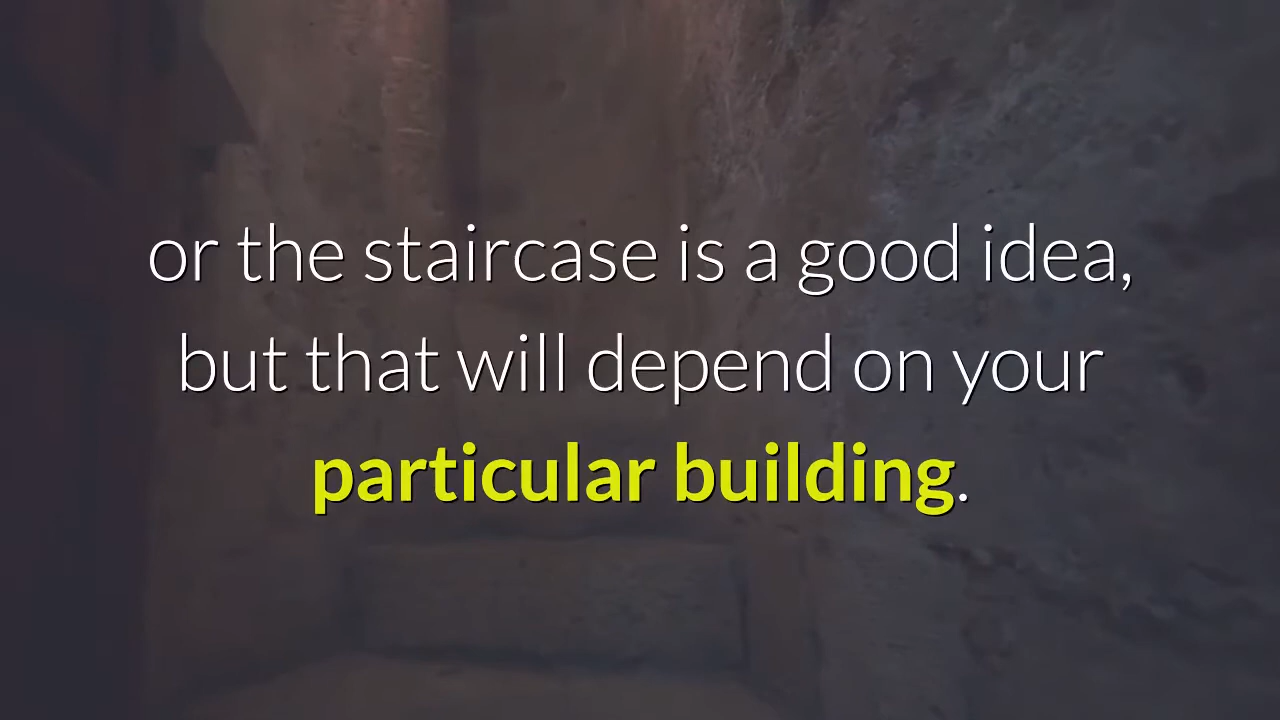 or the staircase is a good idea,
but that will depend on your
particular building.